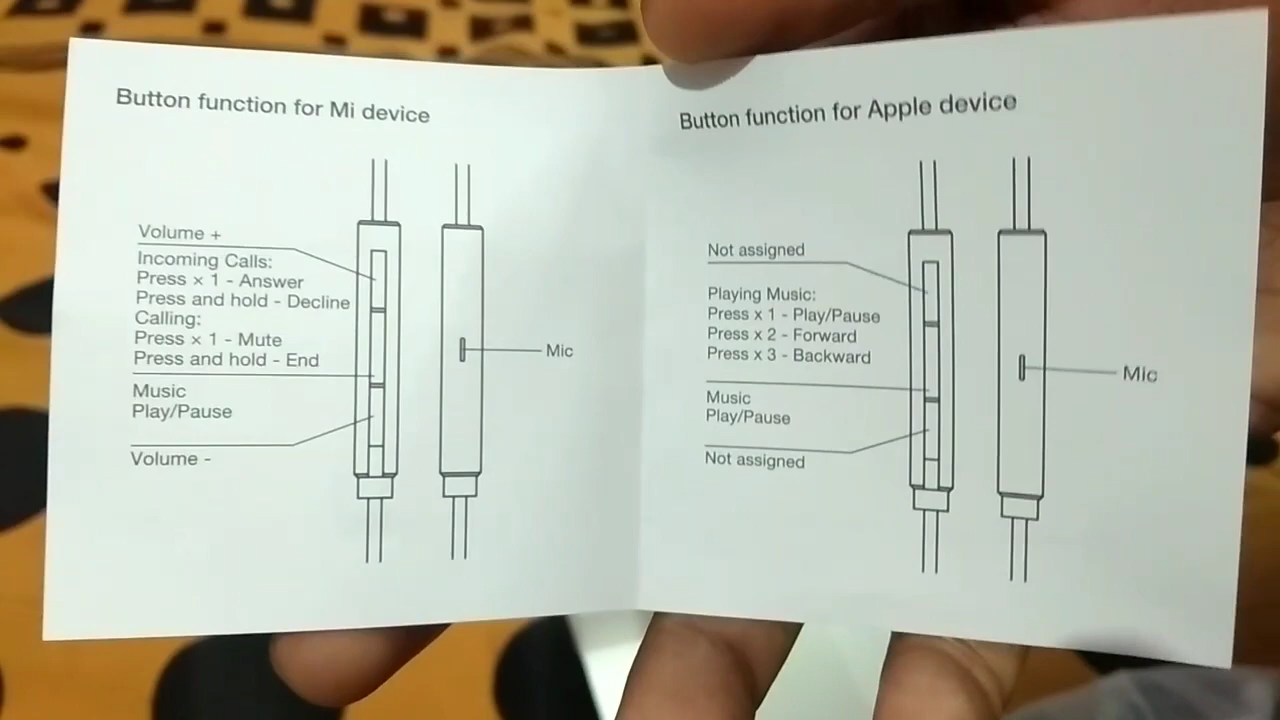 Button function for Mi device
Volume +
Incoming Calls:
Press × 1 - Answer
Press and hold - Decline
Calling:
Press × 1 - Mute
Press and hold - End
Music
Play/Pause
Volume -
Mic
Button function for Apple device
Not assigned
Playing Music:
Press x 1 - Play/Pause
Press x 2 - Forward
Press x 3 - Backward
Music
Play/Pause
Not assigned
Mic